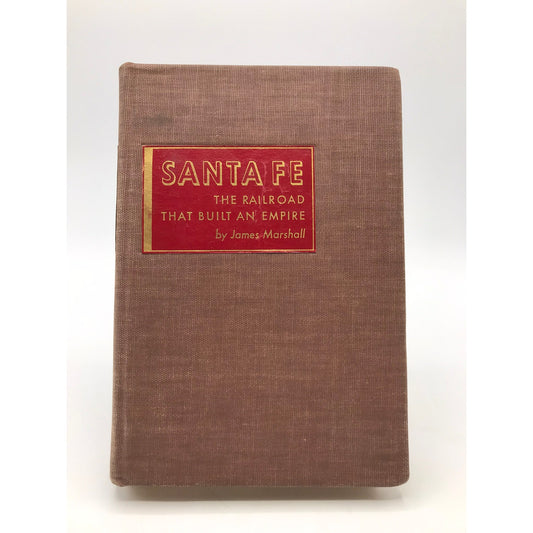 SANTA FE
THE RAILROAD
THAT BUILT AN EMPIRE
by James Marshall